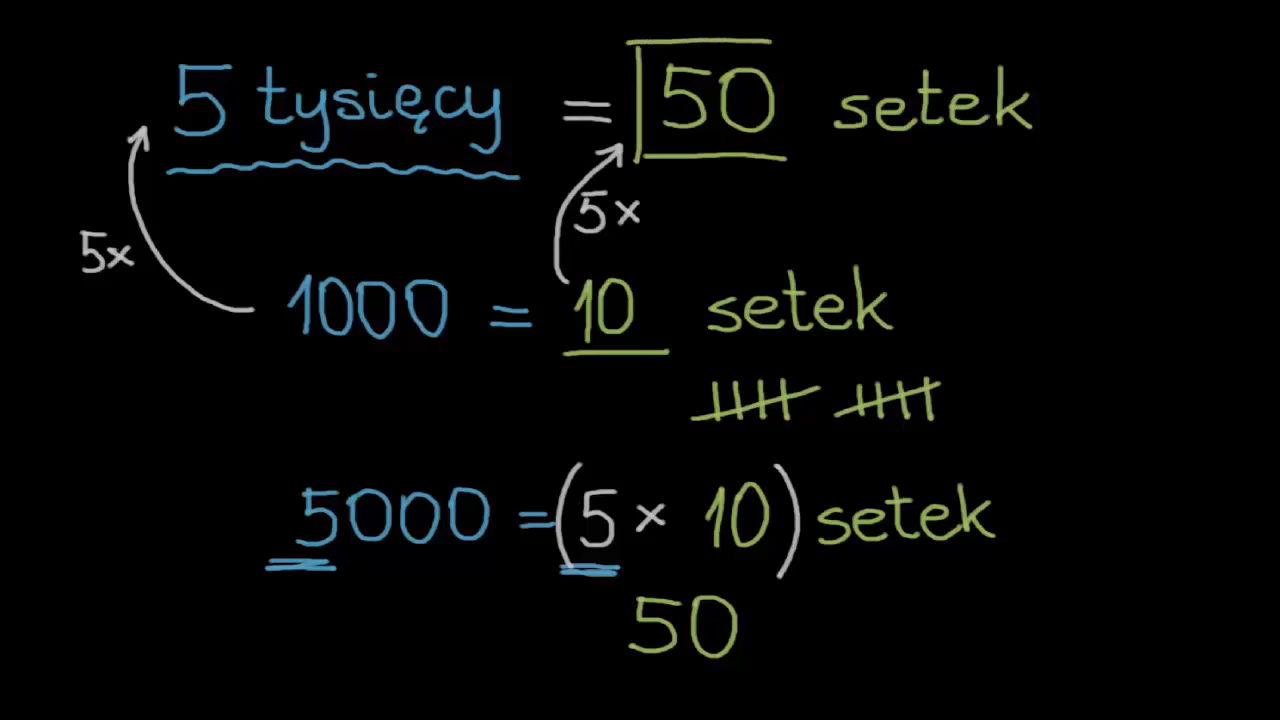 5 tysięcy = 50 setek
5x 5x
1000 = 10 setek
5000 = (5 x 10) setek
50